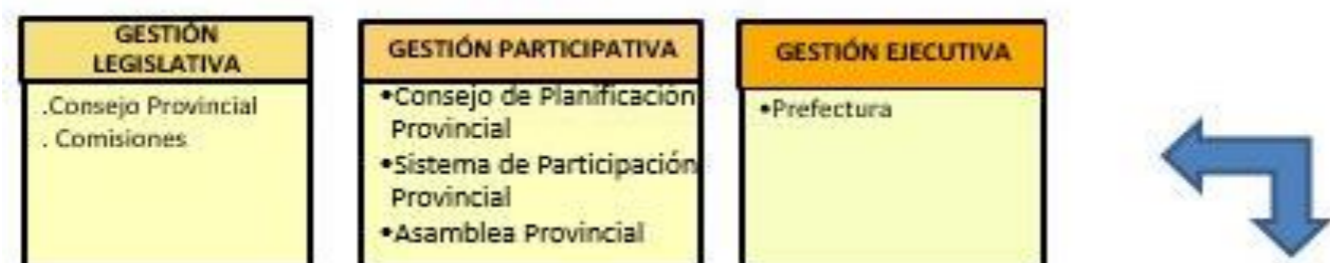 GESTIÓN
LEGISLATIVA
.Consejo Provincial
. Comisiones
GESTIÓN PARTICIPATIVA
•Consejo de Planificación
Provincial
•Sistema de Participación
Provincial
•Asamblea Provincial
GESTIÓN EJECUTIVA
•Prefectura